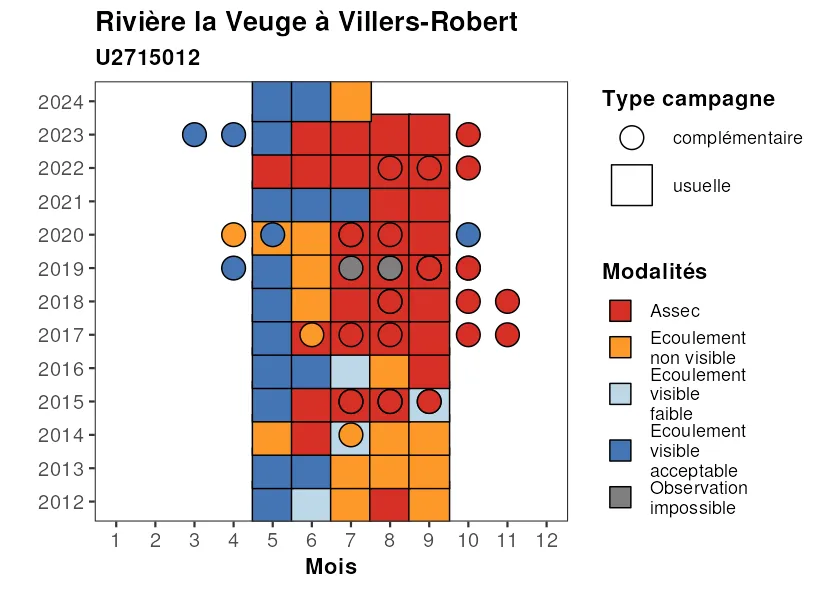 Rivière la Veuge à Villers-Robert
U2715012
2024
2023
2022
2021
2020
2019
2018
2017
2016
2015
2014
2013
2012
1 2 3 4 5 6 7 8 9 10 11 12
Mois
Type campagne
complémentaire
usuelle
Modalités
Assec
Ecoulement
non visible
Ecoulement
visible
faible
Ecoulement
visible
acceptable
Observation
impossible